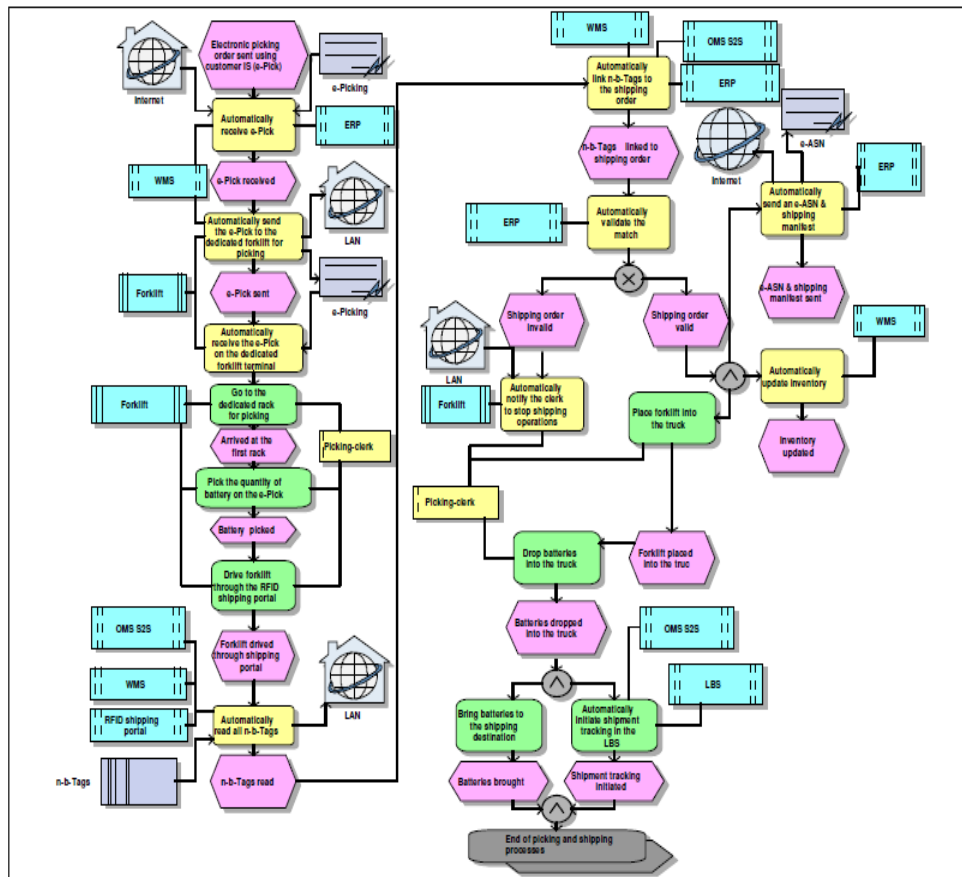 Electronic picking
order sent using
customer IS (e-Pick)
Internet
e-Picking
Automatically
receive e-Pick
ERP
WMS
e-Pick received
Automatically send
the e-Pick to the
dedicated forklift for
picking
LAN
Forklift
e-Pick sent
e-Picking
Automatically
receive the e-Pick
on the dedicated
forklift terminal
Forklift
Go to the
dedicated rack
for picking
Arrived at the
first rack
Picking-clerk
Pick the quantity of
battery on the e-Pick
Battery picked
Drive forklift
through the RFID
shipping portal
OMS S2S
Forklift drived
through shipping
portal
WMS
RFID shipping
portal
Automatically
read all n-b-Tags
LAN
n-b-Tags
n-b-Tags read
WMS
OMS S2S
Automatically
link n-b-Tags to
the shipping
order
ERP
n-b-Tags linked to
shipping order
Internet
e-ASN
ERP
Automatically
validate the
match
ERP
Automatically
send an e-ASN &
shipping
manifest
e-ASN & shipping
manifest sent
Shipping order
invalid
Shipping order
valid
WMS
LAN
Forklift
Automatically
notify the clerk
to stop shipping
operations
Automatically
update inventory
Place forklift into
the truck
Inventory
updated
Picking-clerk
Drop batteries
into the truck
Forklift placed
into the truc
Batteries dropped
into the truck
OMS S2S
LBS
Bring batteries to
the shipping
destination
Automatically
initiate shipment
tracking in the
LBS
Batteries brought
Shipment tracking
initiated
End of picking and shipping
processes